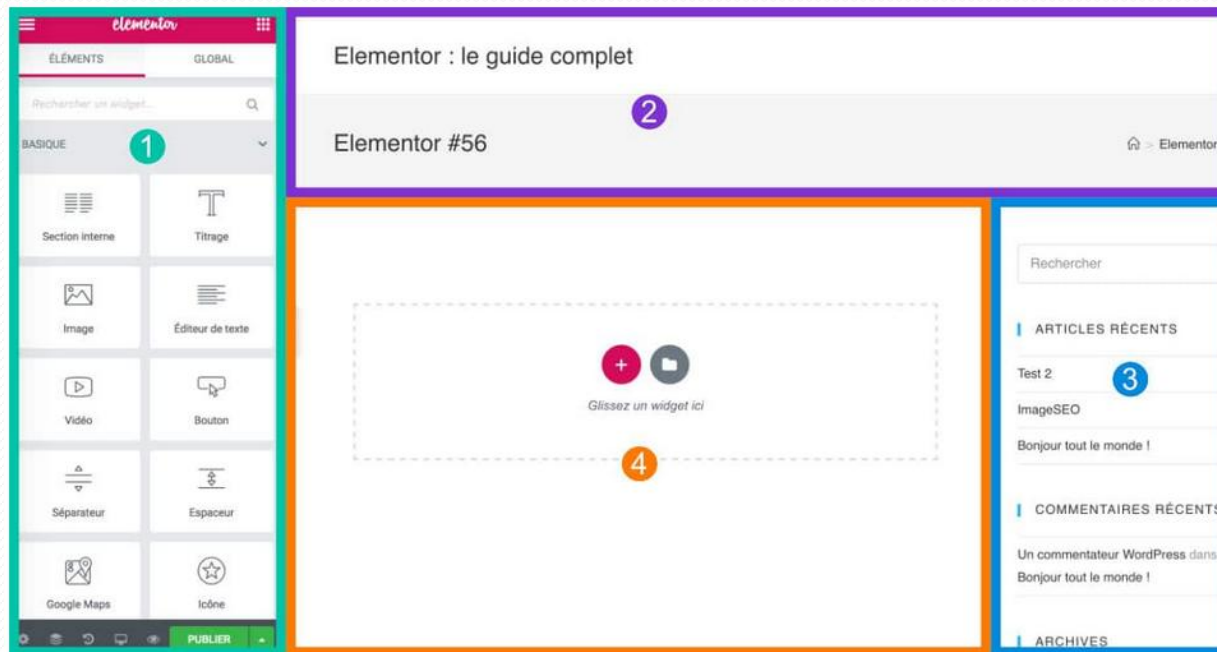 elementor
ÉLÉMENTS GLOBAL
Rechercher un widget...
BASIQUE 1
Section interne Titrage
Image Éditeur de texte
Vidéo Bouton
Séparateur Espaceur
Google Maps Icône
PUBLIER
Elementor : le guide complet
2
Elementor #56
> Elementor
Glissez un widget ici
4
Rechercher
ARTICLES RÉCENTS
Test 2
3
ImageSEO
Bonjour tout le monde !
COMMENTAIRES RÉCENTS
Un commentateur WordPress dans
Bonjour tout le monde !
ARCHIVES